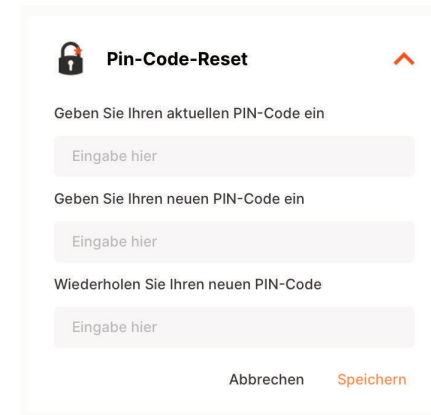 Pin-Code-Reset
Geben Sie Ihren aktuellen PIN-Code ein
Eingabe hier
Geben Sie Ihren neuen PIN-Code ein
Eingabe hier
Wiederholen Sie Ihren neuen PIN-Code
Eingabe hier
Abbrechen Speichern